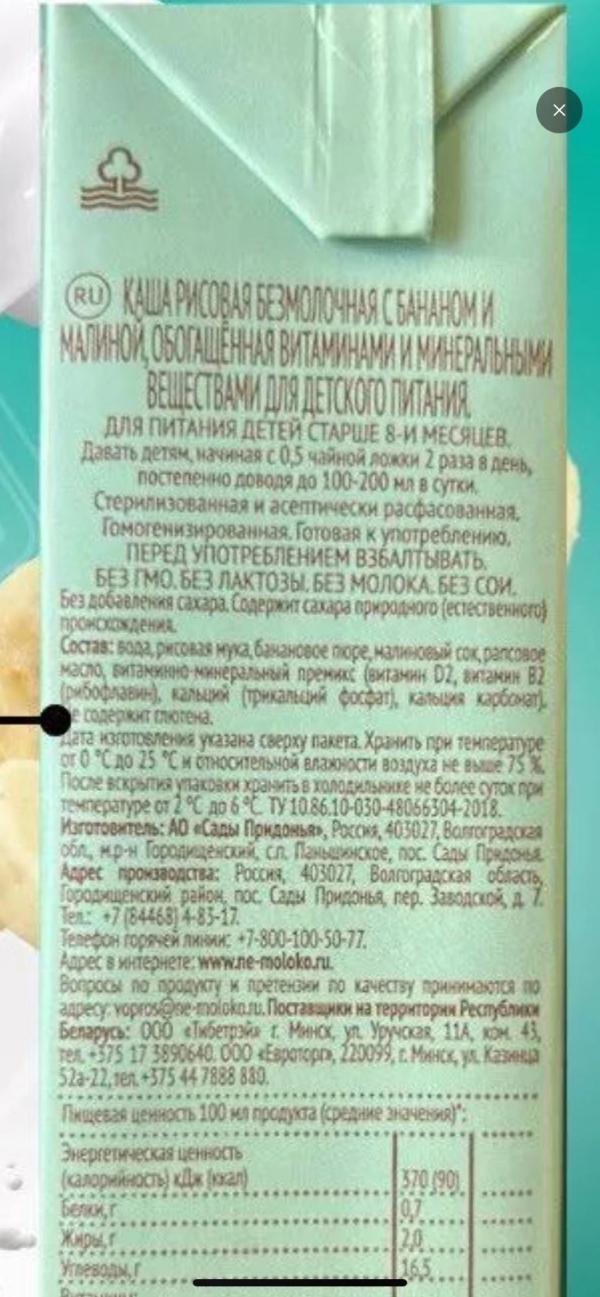 RU КАША РИСОВАЯ БЕЗМОЛОЧНАЯ С БАНАНОМ И
МАЛИНОЙ, ОБОГАЩЁННАЯ ВИТАМИНАМИ И МИНЕРАЛЬНЫМИ
ВЕЩЕСТВАМИ ДЛЯ ДЕТСКОГО ПИТАНИЯ.
ДЛЯ ПИТАНИЯ ДЕТЕЙ СТАРШЕ 8-И МЕСЯЦЕВ.
Давать детям, начиная с 0,5 чайной ложки 2 раза в день,
постепенно доводя до 100-200 мл в сутки.
Стерилизованная и асептически расфасованная.
Гомогенизированная. Готовая к употреблению.
ПЕРЕД УПОТРЕБЛЕНИЕМ ВЗБАЛТЫВАТЬ.
БЕЗ ГМО. БЕЗ ЛАКТОЗЫ. БЕЗ МОЛОКА. БЕЗ СОИ.
Без добавления сахара. Содержит сахара природного (естественного)
происхождения.
Состав: вода, рисовая мука, банановое пюре, малиновый сок, рапсовое
масло, витаминно-минеральный премикс (витамин D2, витамин B2
(рибофлавин), кальций (трикальций фосфат), кальция карбонат).
е содержит глютена.
Дата изготовления указана сверху пакета. Хранить при температуре
от 0 °С до 25 °С и относительной влажности воздуха не выше 75 %.
После вскрытия упаковки хранить в холодильнике не более суток при
температуре от 2 °С до 6 °С. ТУ 10.86.10-030-48066304-2018.
Изготовитель: АО «Сады Придонья», Россия, 403027, Волгоградская
обл., м.р-н Городищенский, с.п. Паньшинское, пос. Сады Придонья.
Адрес производства: Россия, 403027, Волгоградская область,
Городищенский район, пос. Сады Придонья, пер. Заводской, д. 7.
Тел.: +7 (84468) 4-83-17.
Телефон горячей линии: +7-800-100-50-77.
Адрес в интернете: www.ne-moloko.ru.
Вопросы по продукту и претензии по качеству принимаются по
адресу: vopros@ne-moloko.ru. Поставщики на территории Республики
Беларусь: ООО «Тибетрэй» г. Минск, ул. Уручская, 11А, ком. 43,
тел. +375 17 3890640. ООО «Евроторг», 220099, г. Минск, ул. Казинца
52а-22, тел. +375 44 7888 880.
Пищевая ценность 100 мл продукта (средние значения)*:
Энергетическая ценность
(калорийность) кДж (ккал) 370 (90)
Белки, г 0,7
Жиры, г 2,0
Углеводы, г 16,5